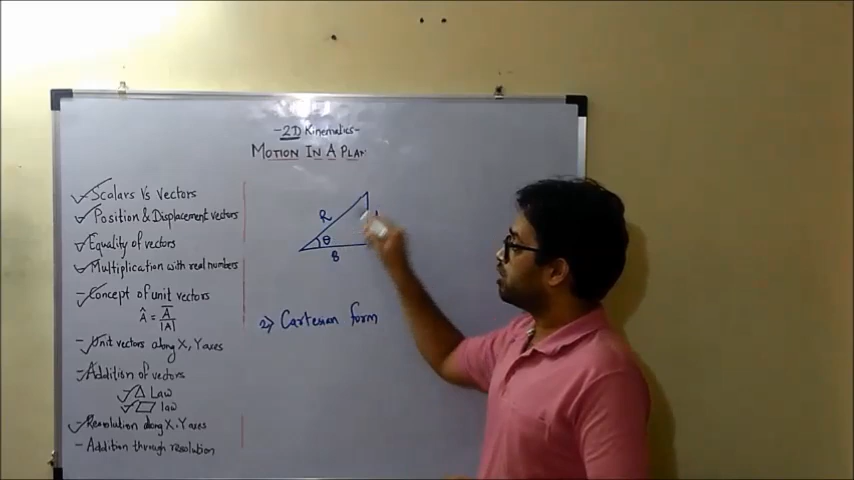 -2D Kinematics-
MOTION IN A PLAN
Scalars Vs Vectors
Position & Displacement vectors
Equality of vectors
Multiplication with real numbers
Concept of unit vectors
Â = A / |A|
- Unit vectors along X, Y axes
- Addition of vectors
Δ Law
▱ law
- Resolution along X, Y axes
- Addition through resolution
R
θ
B
2) Cartesian form